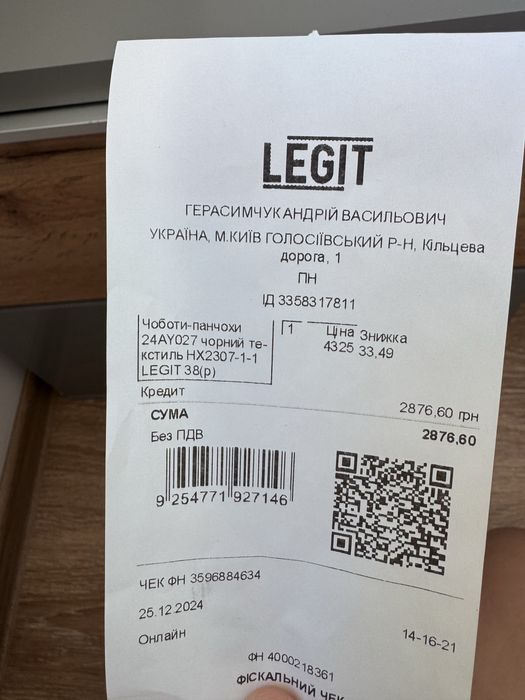 LEGIT
ГЕРАСИМЧУК АНДРІЙ ВАСИЛЬОВИЧ
УКРАЇНА, М.КИЇВ ГОЛОСІЇВСЬКИЙ Р-Н, Кільцева
дорога, 1
ПН
ІД 3358317811
Чоботи-панчохи
24AY027 чорний те-
кстиль HX2307-1-1
LEGIT 38(р)
1 Ціна Знижка
4325 33,49
Кредит 2876,60 грн
СУМА 2876,60
Без ПДВ
9 254771 927146
ЧЕК ФН 3596884634
25.12.2024
Онлайн 14-16-21
ФН 4000218361
ФІСКАЛЬНИЙ ЧЕК